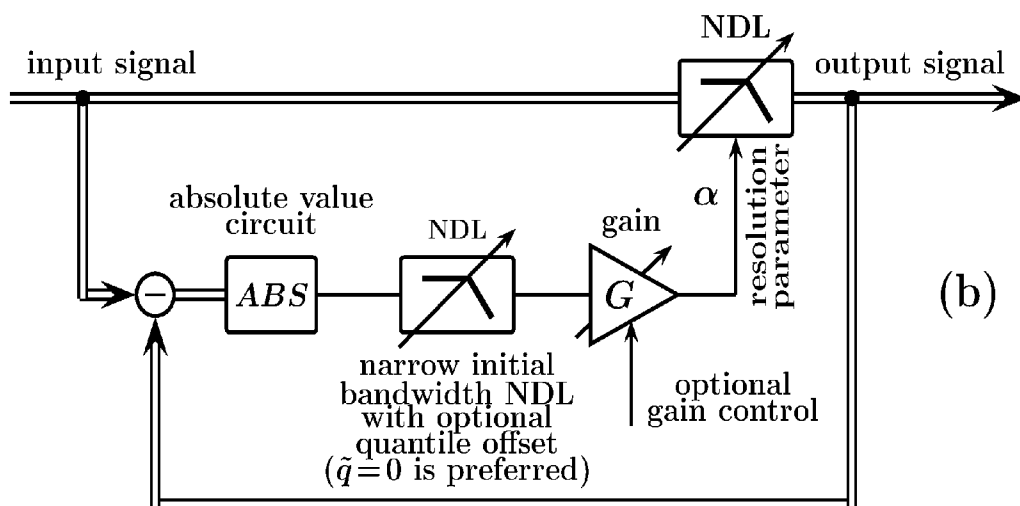 NDL
input signal
output signal
absolute value
circuit
NDL
gain
α
resolution
parameter
−
ABS
G
(b)
narrow initial
bandwidth NDL
with optional
quantile offset
(q̃ = 0 is preferred)
optional
gain control